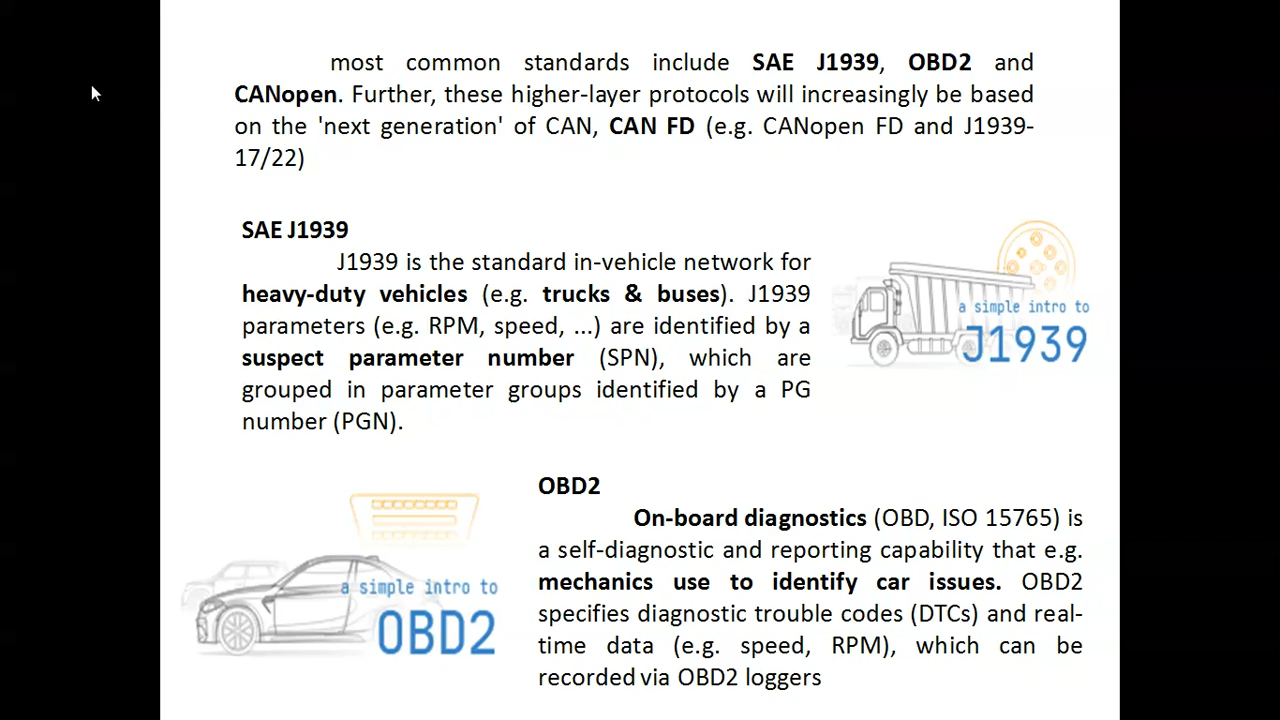 most common standards include SAE J1939, OBD2 and
CANopen. Further, these higher-layer protocols will increasingly be based
on the 'next generation' of CAN, CAN FD (e.g. CANopen FD and J1939-
17/22)
SAE J1939
J1939 is the standard in-vehicle network for
heavy-duty vehicles (e.g. trucks & buses). J1939
parameters (e.g. RPM, speed, ...) are identified by a
suspect parameter number (SPN), which are
grouped in parameter groups identified by a PG
number (PGN).
a simple intro to
J1939
OBD2
On-board diagnostics (OBD, ISO 15765) is
a self-diagnostic and reporting capability that e.g.
mechanics use to identify car issues. OBD2
specifies diagnostic trouble codes (DTCs) and real-
time data (e.g. speed, RPM), which can be
recorded via OBD2 loggers
a simple intro to
OBD2